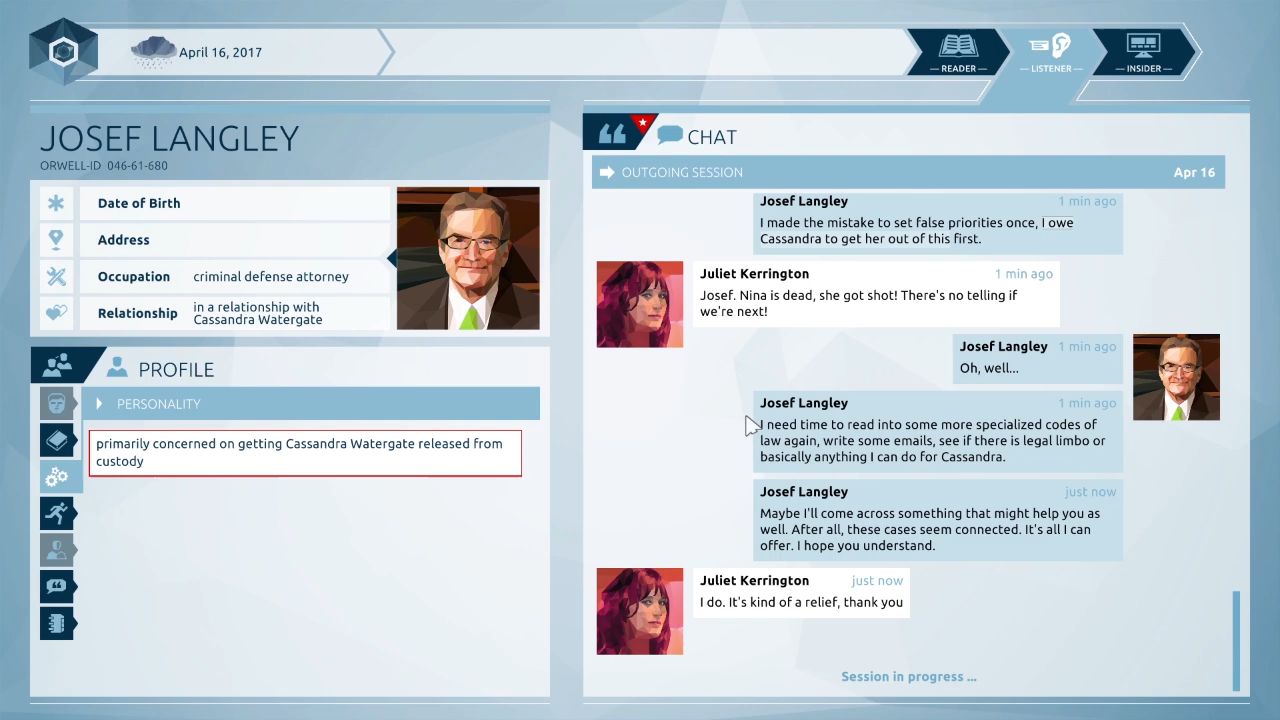 April 16, 2017
READER
LISTENER
INSIDER
JOSEF LANGLEY
ORWELL-ID 046-61-680
Date of Birth
Address
Occupation criminal defense attorney
Relationship in a relationship with
Cassandra Watergate
PROFILE
PERSONALITY
primarily concerned on getting Cassandra Watergate released from
custody
CHAT
OUTGOING SESSION Apr 16
Josef Langley 1 min ago
I made the mistake to set false priorities once, I owe
Cassandra to get her out of this first.
Juliet Kerrington 1 min ago
Josef. Nina is dead, she got shot! There's no telling if
we're next!
Josef Langley 1 min ago
Oh, well...
Josef Langley 1 min ago
I need time to read into some more specialized codes of
law again, write some emails, see if there is legal limbo or
basically anything I can do for Cassandra.
Josef Langley just now
Maybe I'll come across something that might help you as
well. After all, these cases seem connected. It's all I can
offer. I hope you understand.
Juliet Kerrington just now
I do. It's kind of a relief, thank you
Session in progress ...